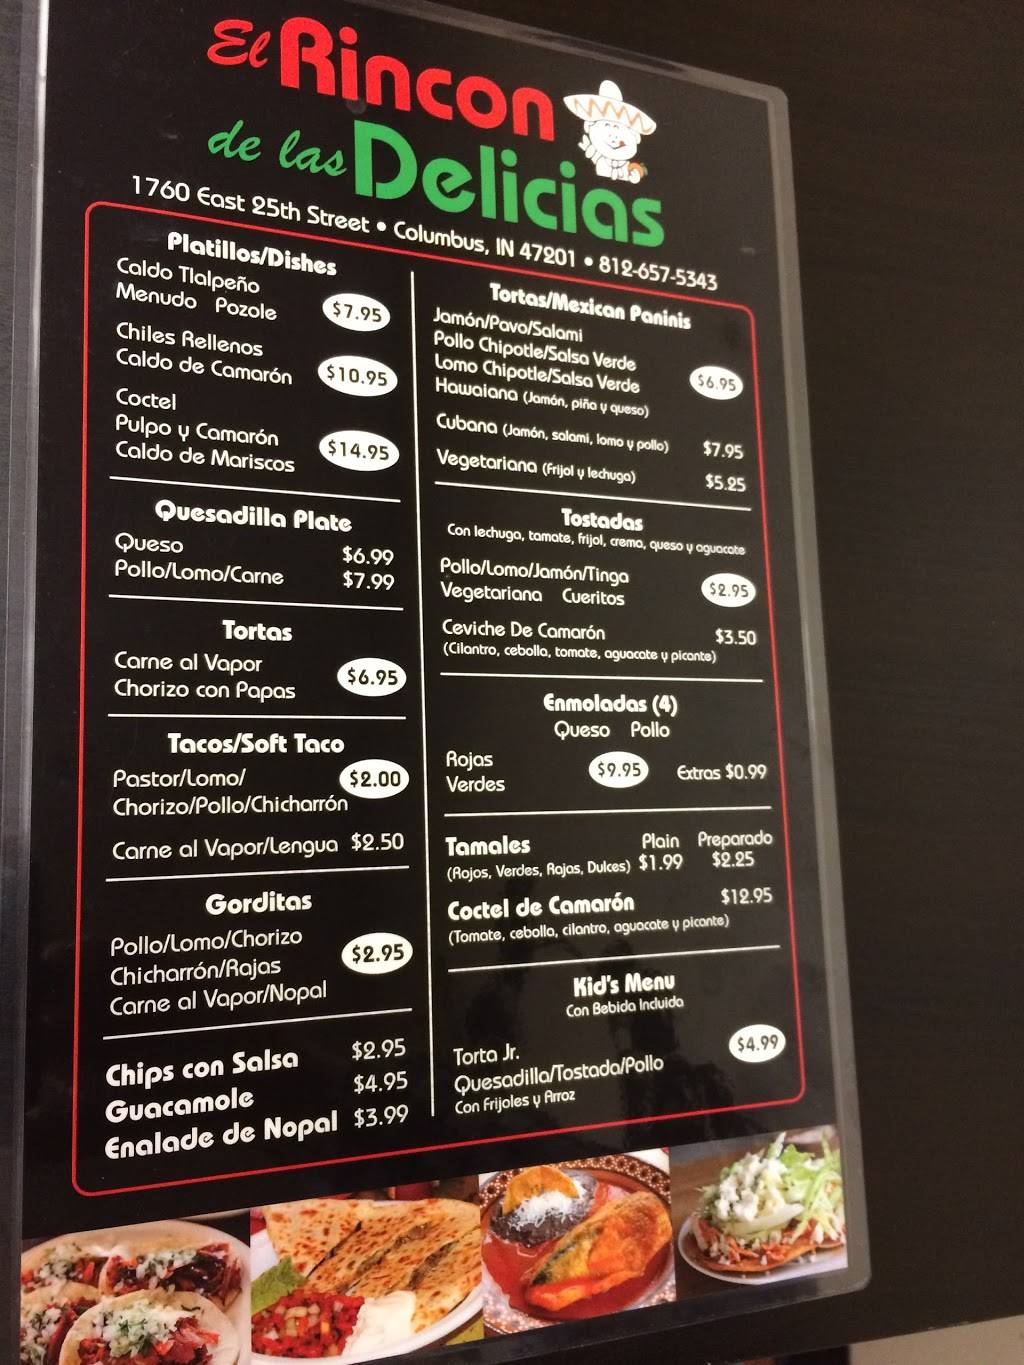 El Rincon
de las Delicias
1760 East 25th Street • Columbus, IN 47201 • 812-657-5343
Platillos/Dishes
Caldo Tlalpeño
Menudo Pozole $7.95
Chiles Rellenos
Caldo de Camarón $10.95
Coctel
Pulpo y Camarón
Caldo de Mariscos $14.95
Quesadilla Plate
Queso $6.99
Pollo/Lomo/Carne $7.99
Tortas
Carne al Vapor
Chorizo con Papas $6.95
Tacos/Soft Taco
Pastor/Lomo/ $2.00
Chorizo/Pollo/Chicharrón
Carne al Vapor/Lengua $2.50
Gorditas
Pollo/Lomo/Chorizo
Chicharrón/Rajas $2.95
Carne al Vapor/Nopal
Chips con Salsa $2.95
Guacamole $4.95
Enalade de Nopal $3.99
Tortas/Mexican Paninis
Jamón/Pavo/Salami
Pollo Chipotle/Salsa Verde
Lomo Chipotle/Salsa Verde $6.95
Hawaiana (Jamón, piña y queso)
Cubana (Jamón, salami, lomo y pollo) $7.95
Vegetariana (Frijol y lechuga) $5.25
Tostadas
Con lechuga, tamate, frijol, crema, queso y aguacate
Pollo/Lomo/Jamón/Tinga
Vegetariana Cueritos $2.95
Ceviche De Camarón $3.50
(Cilantro, cebolla, tomate, aguacate y picante)
Enmoladas (4)
Queso Pollo
Rojas
Verdes $9.95 Extras $0.99
Tamales Plain Preparado
(Rojos, Verdes, Rajas, Dulces) $1.99 $2.25
Coctel de Camarón $12.95
(Tomate, cebolla, cilantro, aguacate y picante)
Kid's Menu
Con Bebida Incluida
Torta Jr. $4.99
Quesadilla/Tostada/Pollo
Con Frijoles y Arroz